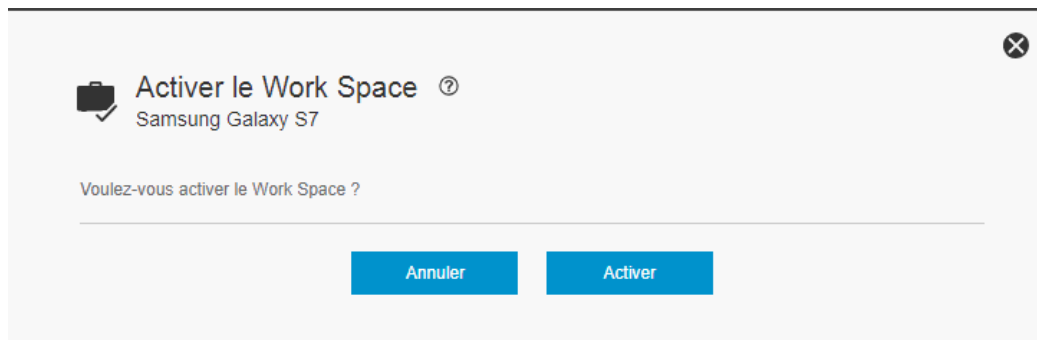 Activer le Work Space ?
Samsung Galaxy S7
Voulez-vous activer le Work Space ?
Annuler Activer